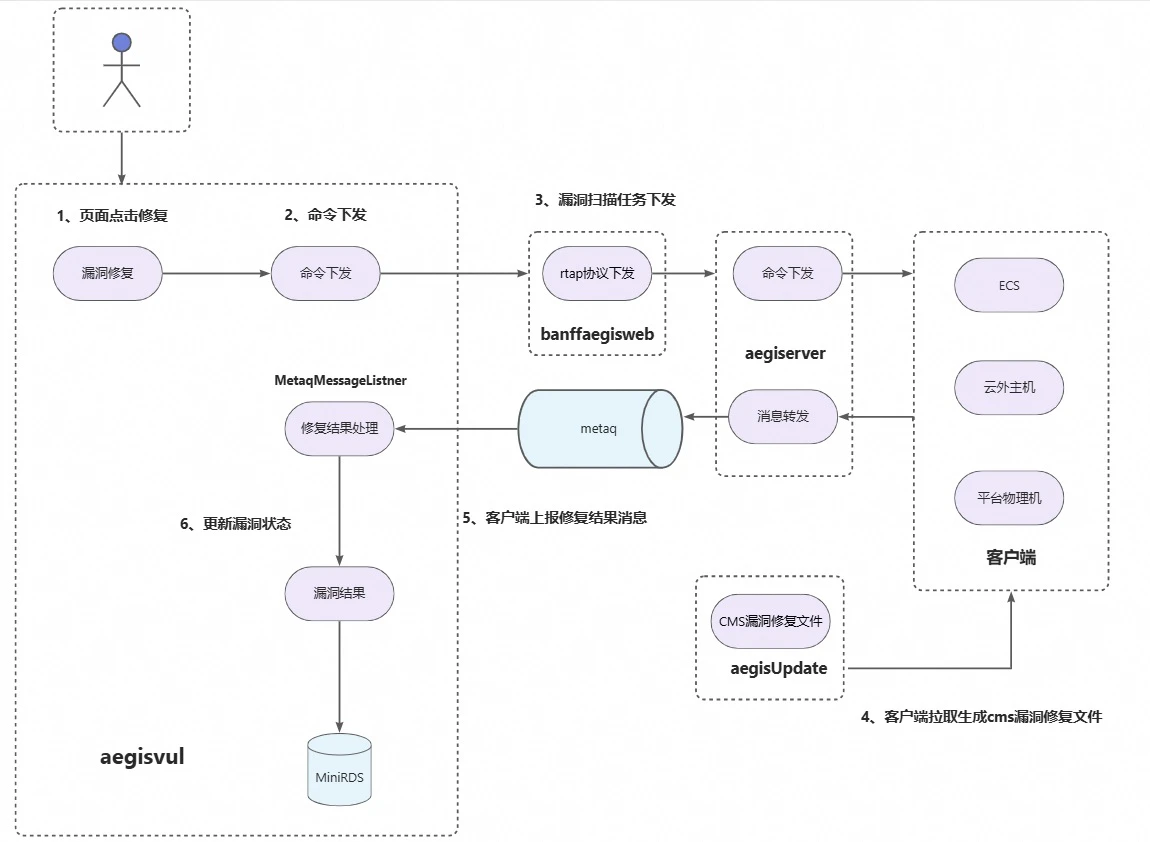 1、页面点击修复
2、命令下发
3、漏洞扫描任务下发
漏洞修复
命令下发
rtap协议下发
命令下发
ECS
banffaegisweb
aegiserver
MetaqMessageListner
云外主机
修复结果处理
metaq
消息转发
平台物理机
6、更新漏洞状态
5、客户端上报修复结果消息
客户端
漏洞结果
CMS漏洞修复文件
aegisUpdate
4、客户端拉取生成cms漏洞修复文件
aegisvul
MiniRDS